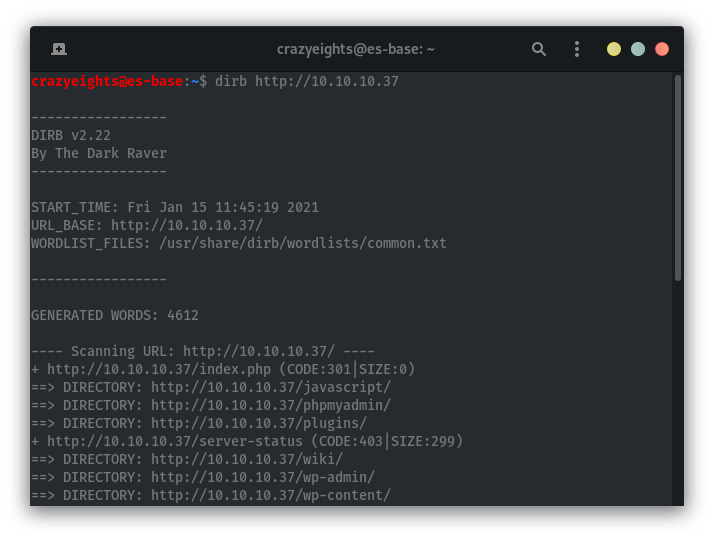 crazyeights@es-base: ~
crazyeights@es-base:~$ dirb http://10.10.10.37
-----------------
DIRB v2.22
By The Dark Raver
-----------------
START_TIME: Fri Jan 15 11:45:19 2021
URL_BASE: http://10.10.10.37/
WORDLIST_FILES: /usr/share/dirb/wordlists/common.txt
-----------------
GENERATED WORDS: 4612
---- Scanning URL: http://10.10.10.37/ ----
+ http://10.10.10.37/index.php (CODE:301|SIZE:0)
==> DIRECTORY: http://10.10.10.37/javascript/
==> DIRECTORY: http://10.10.10.37/phpmyadmin/
==> DIRECTORY: http://10.10.10.37/plugins/
+ http://10.10.10.37/server-status (CODE:403|SIZE:299)
==> DIRECTORY: http://10.10.10.37/wiki/
==> DIRECTORY: http://10.10.10.37/wp-admin/
==> DIRECTORY: http://10.10.10.37/wp-content/